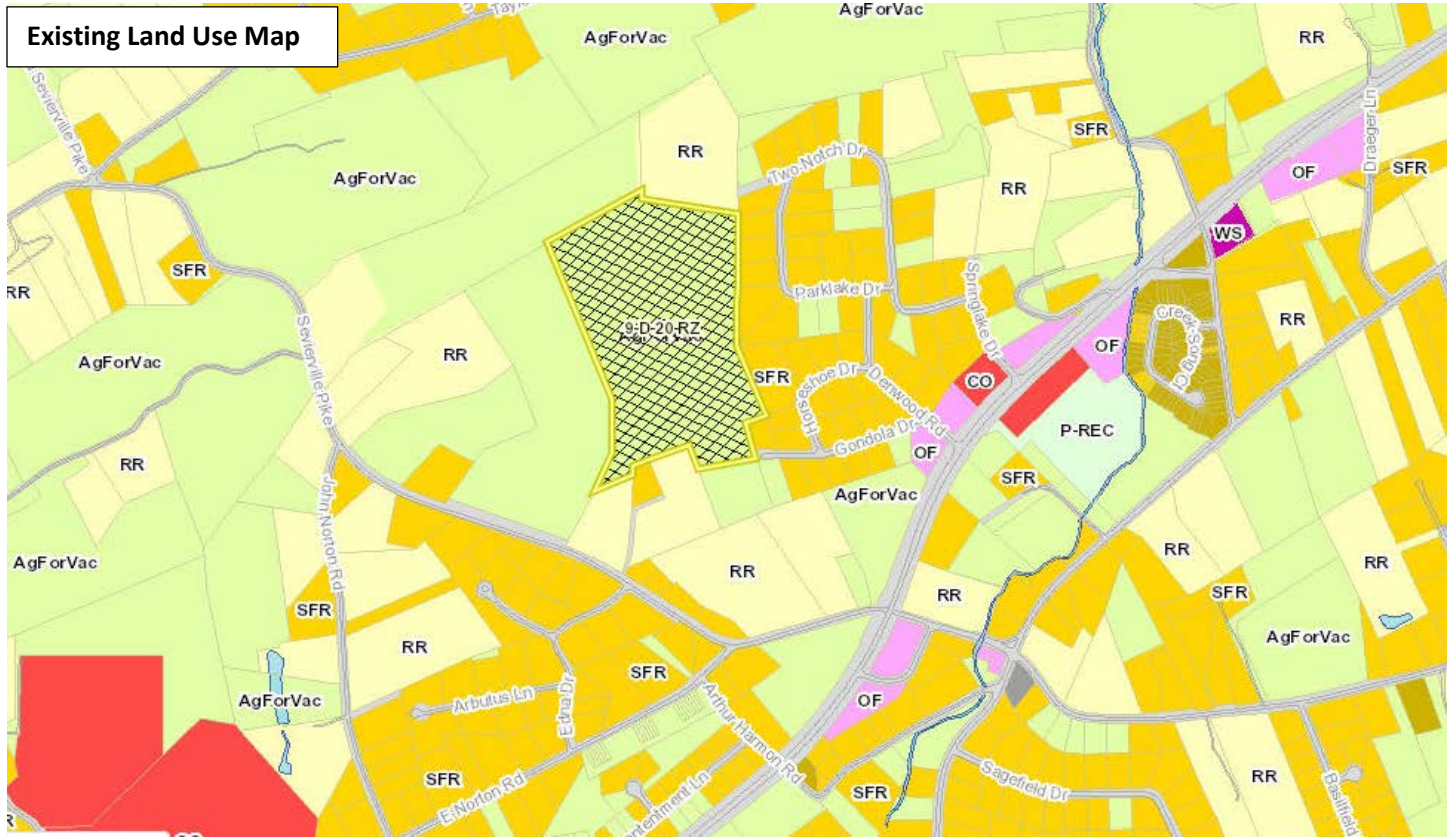 Existing Land Use Map
AgForVac
AgForVac
RR
Sevierville Pike
RR
SFR
Draeger Ln
AgForVac
Two-Notch Dr
RR
OF
SFR
SFR
WS
RR
Parklake Dr
Springlake Dr
9-D-20-RZ
Sevierville Pike
RR
AgForVac
Creek-Song Ct
RR
OF
SFR
CO
Horseshoe Dr
Denwood Rd
P-REC
RR
Gondola Dr
OF
AgForVac
SFR
John Norton Rd
AgForVac
RR
RR
RR
RR
SFR
SFR
AgForVac
RR
SFR
AgForVac
Arbutus Ln
Edna Dr
OF
Arthur Harmon Rd
SFR
E Norton Rd
SFR
Sagefield Dr
RR